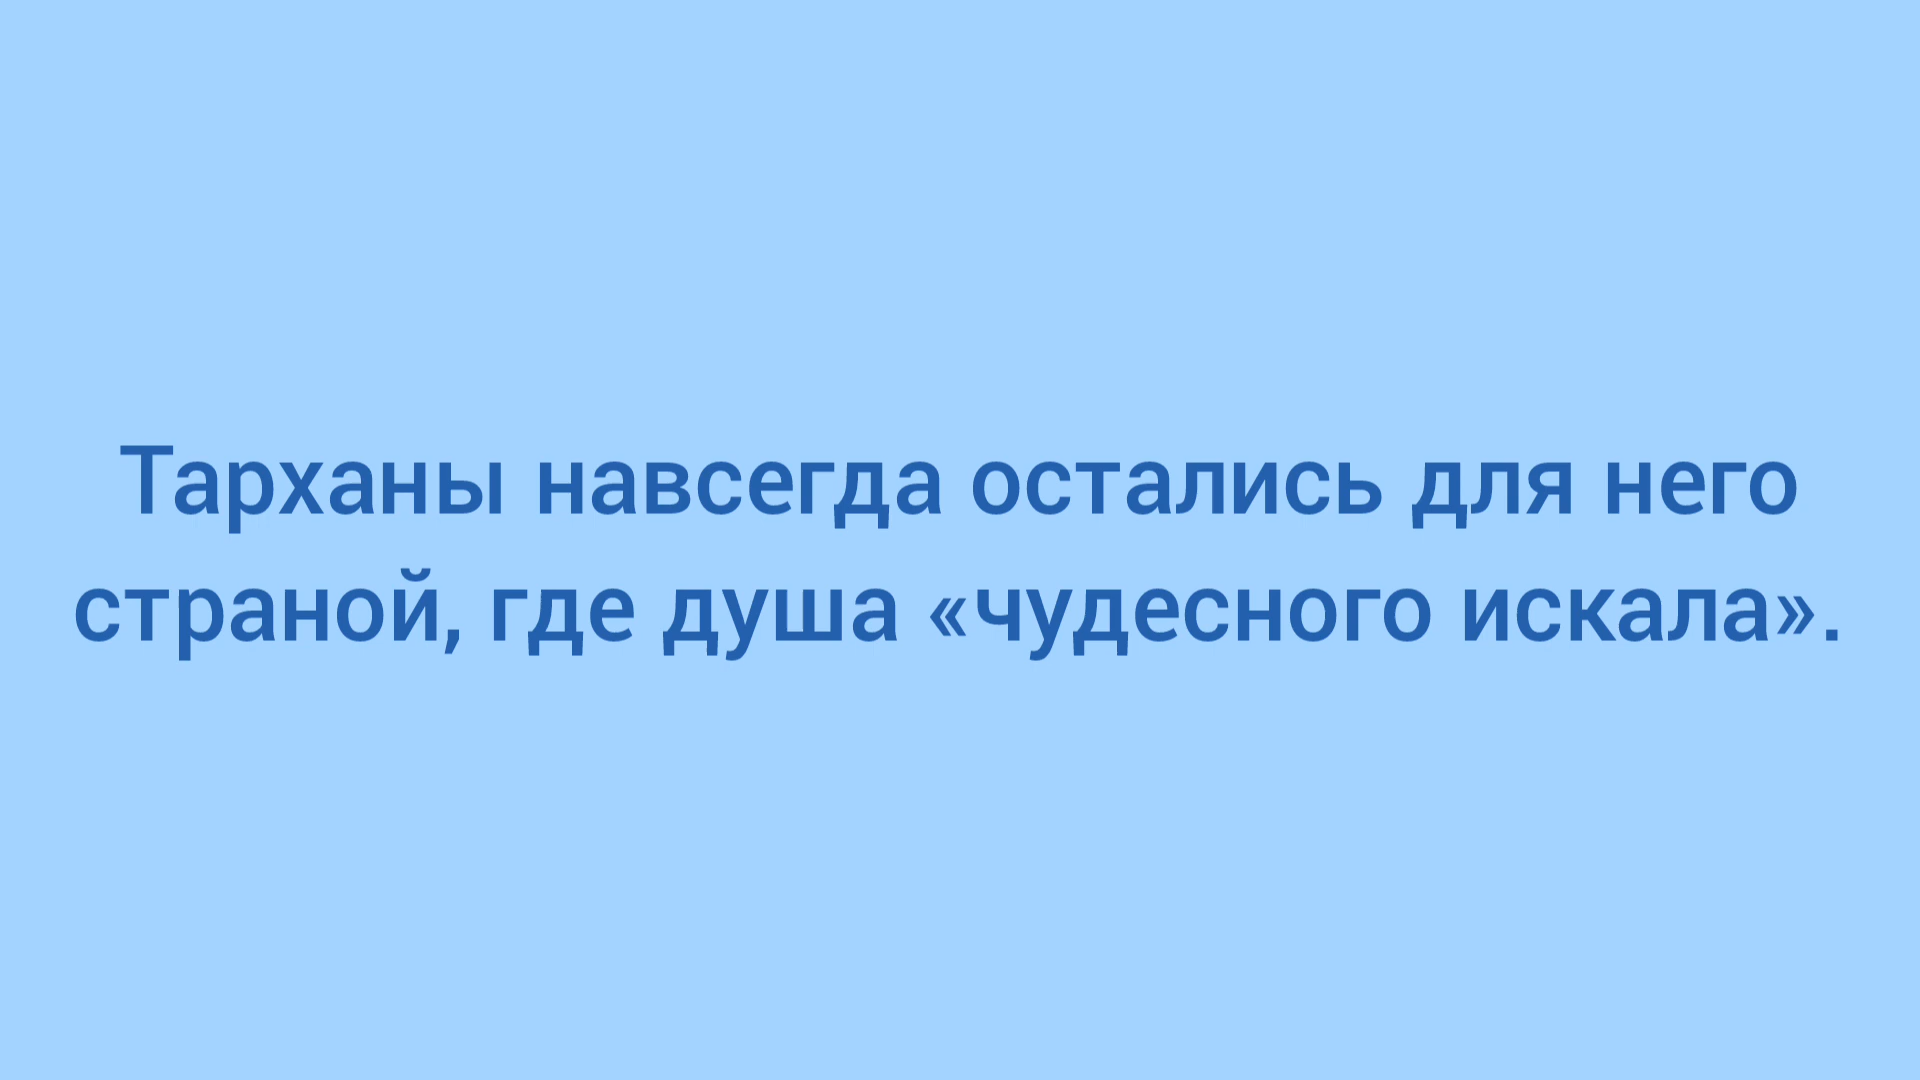 Тарханы навсегда остались для него
страной, где душа «чудесного искала».